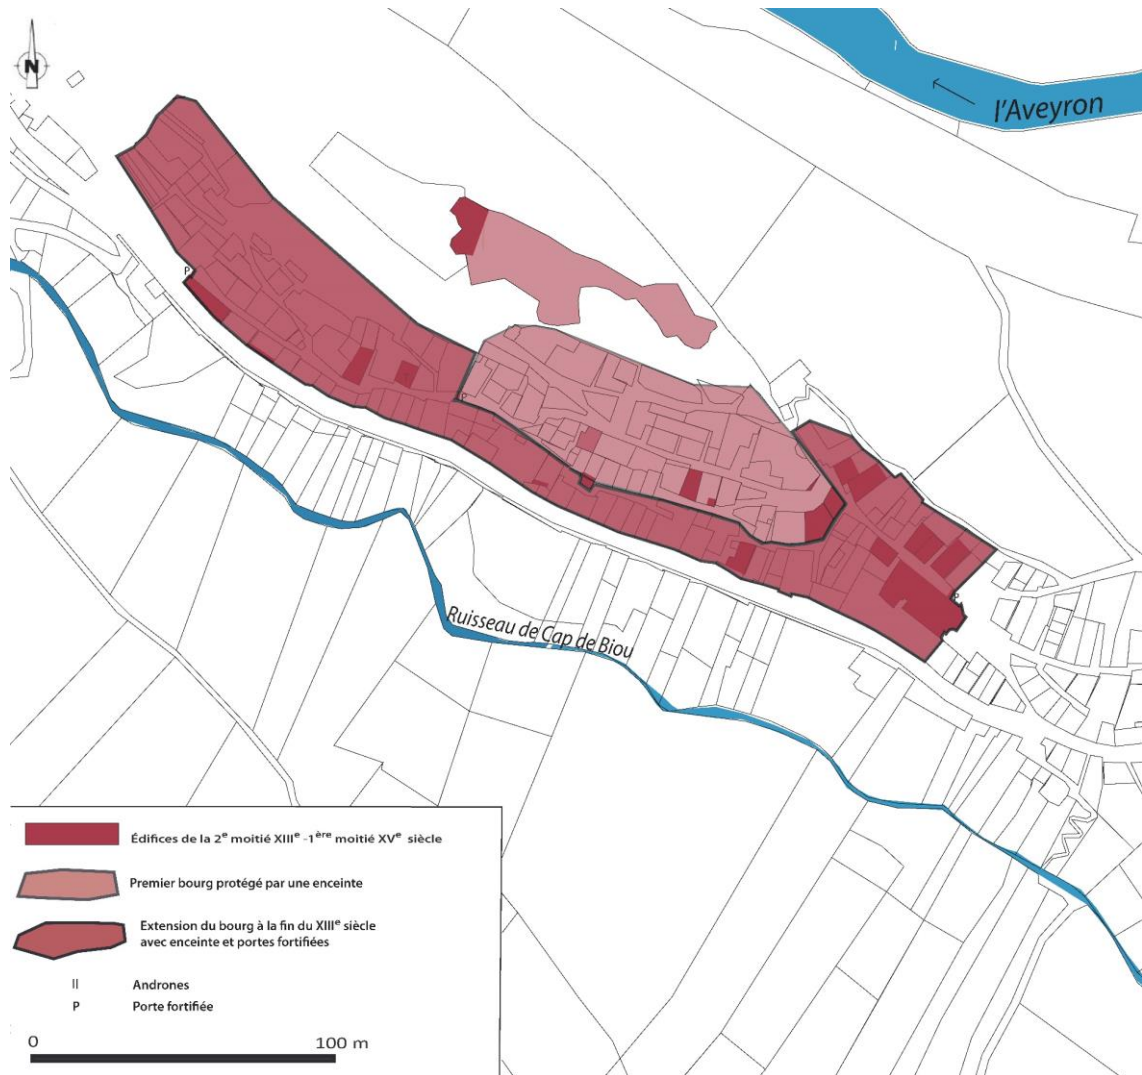 N
l'Aveyron
P
P
P
Ruisseau de Cap de Biou
Édifices de la 2e moitié XIIIe -1ère moitié XVe siècle
Premier bourg protégé par une enceinte
Extension du bourg à la fin du XIIIe siècle
avec enceinte et portes fortifiées
II Andrones
P Porte fortifiée
0 100 m